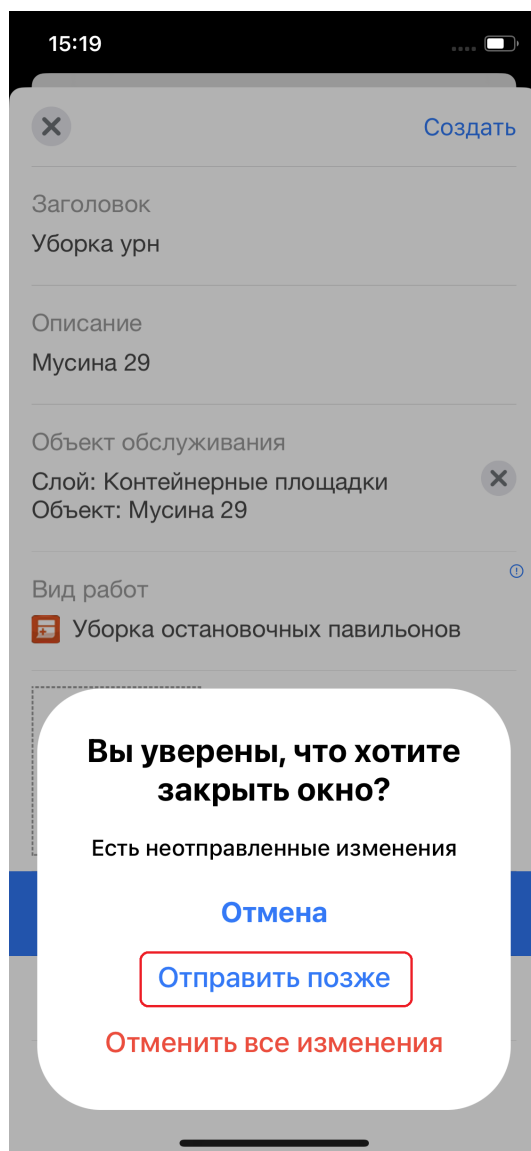 15:19
Создать
Заголовок
Уборка урн
Описание
Мусина 29
Объект обслуживания
Слой: Контейнерные площадки
Объект: Мусина 29
Вид работ
Уборка остановочных павильонов
Вы уверены, что хотите
закрыть окно?
Есть неотправленные изменения
Отмена
Отправить позже
Отменить все изменения